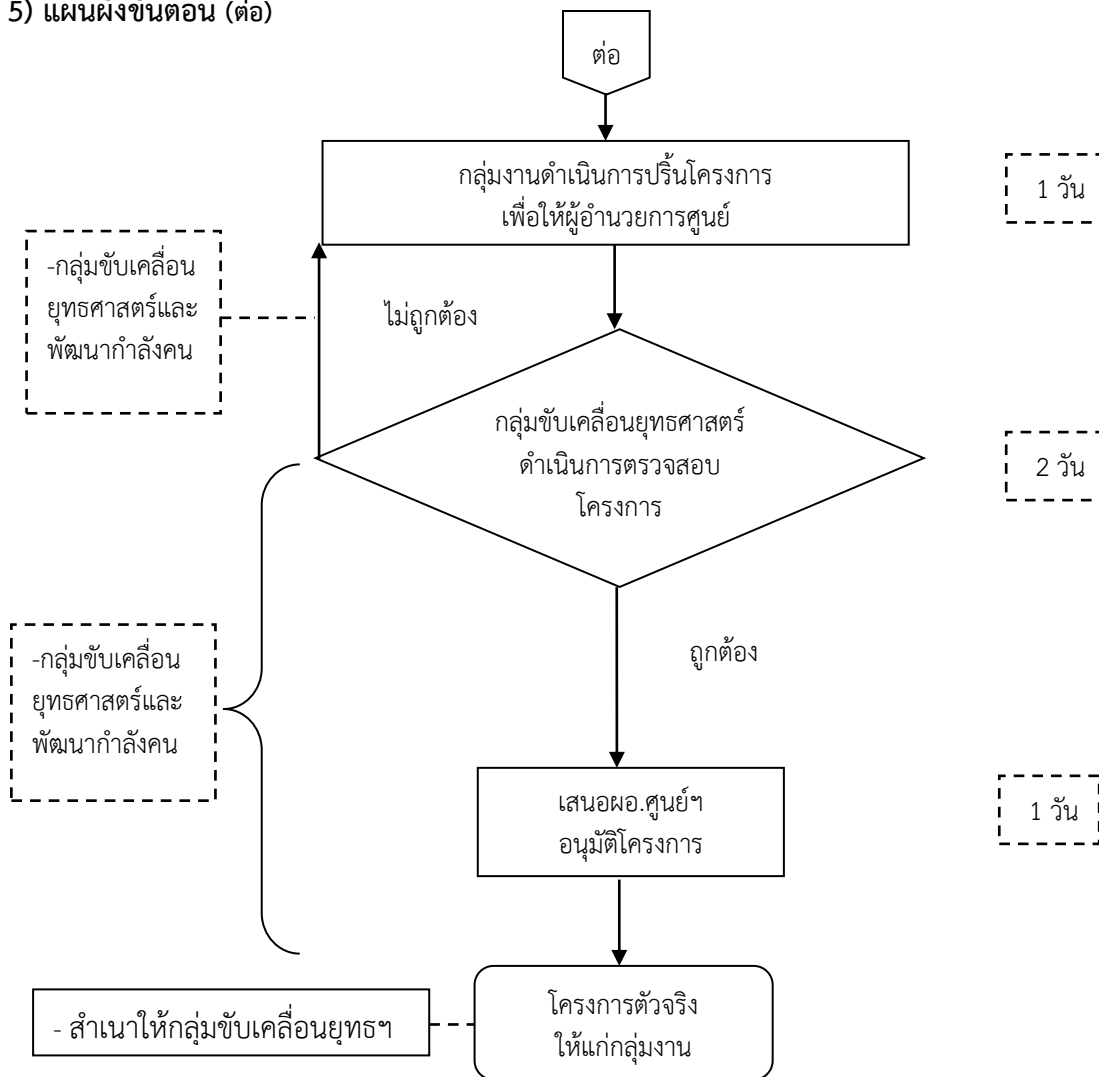 5) แผนผังขั้นตอน (ต่อ)
ต่อ
กลุ่มงานดำเนินการปริ้นโครงการ
เพื่อให้ผู้อำนวยการศูนย์
1 วัน
-กลุ่มขับเคลื่อน
ยุทธศาสตร์และ
พัฒนากำลังคน
ไม่ถูกต้อง
กลุ่มขับเคลื่อนยุทธศาสตร์
ดำเนินการตรวจสอบ
โครงการ
2 วัน
ถูกต้อง
-กลุ่มขับเคลื่อน
ยุทธศาสตร์และ
พัฒนากำลังคน
เสนอผอ.ศูนย์ฯ
อนุมัติโครงการ
1 วัน
- สำเนาให้กลุ่มขับเคลื่อนยุทธฯ
โครงการตัวจริง
ให้แก่กลุ่มงาน